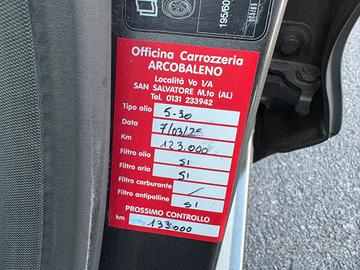 195/60
Officina Carrozzeria
ARCOBALENO
Località Vo 1/A
SAN SALVATORE M.to (AL)
Tel. 0131 233942
Tipo olio 5-30
Data 7/03/25
Km 123.000
Filtro olio SI
Filtro aria SI
Filtro carburante /
Filtro antipolline SI
PROSSIMO CONTROLLO
km 133000